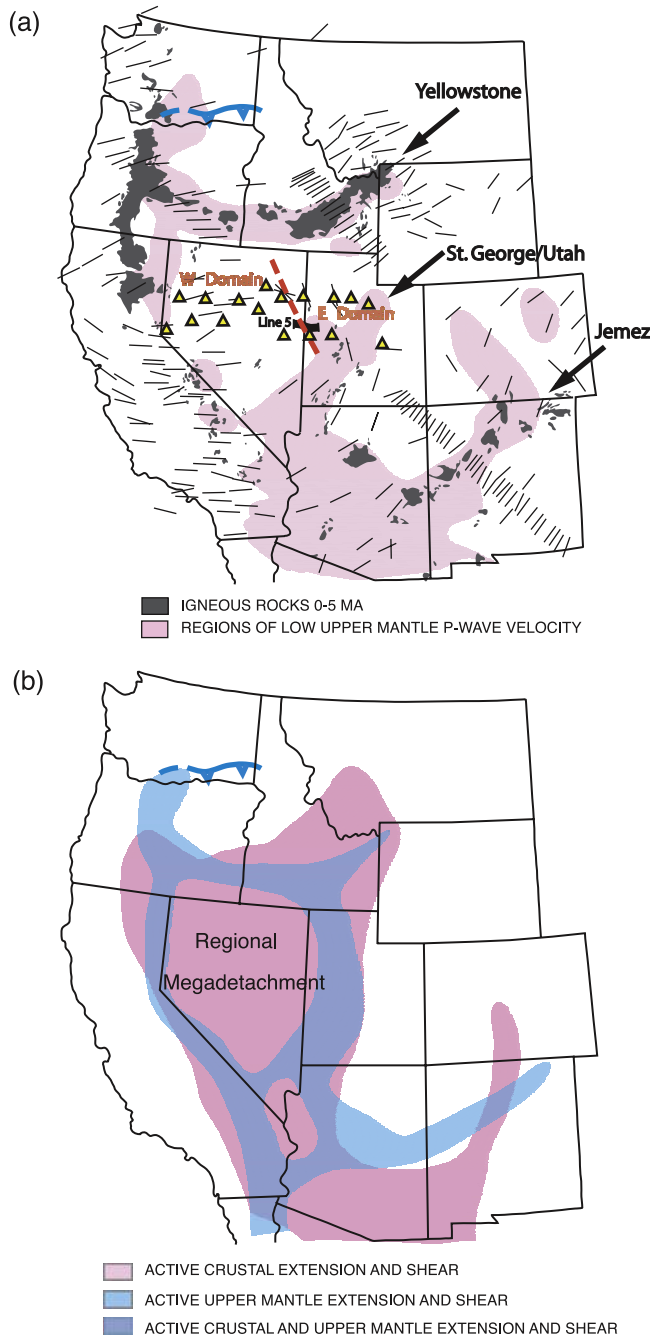 (a)
Yellowstone
St. George/Utah
W Domain
Line 5
E Domain
Jemez
IGNEOUS ROCKS 0-5 MA
REGIONS OF LOW UPPER MANTLE P-WAVE VELOCITY
(b)
Regional
Megadetachment
ACTIVE CRUSTAL EXTENSION AND SHEAR
ACTIVE UPPER MANTLE EXTENSION AND SHEAR
ACTIVE CRUSTAL AND UPPER MANTLE EXTENSION AND SHEAR